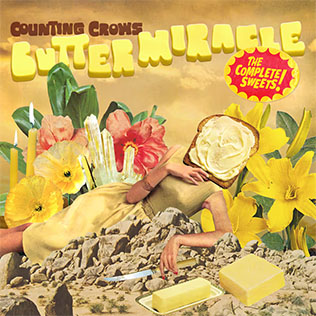 COUNTING CROWS
BUTTER MIRACLE
THE
COMPLETE
SWEETS!